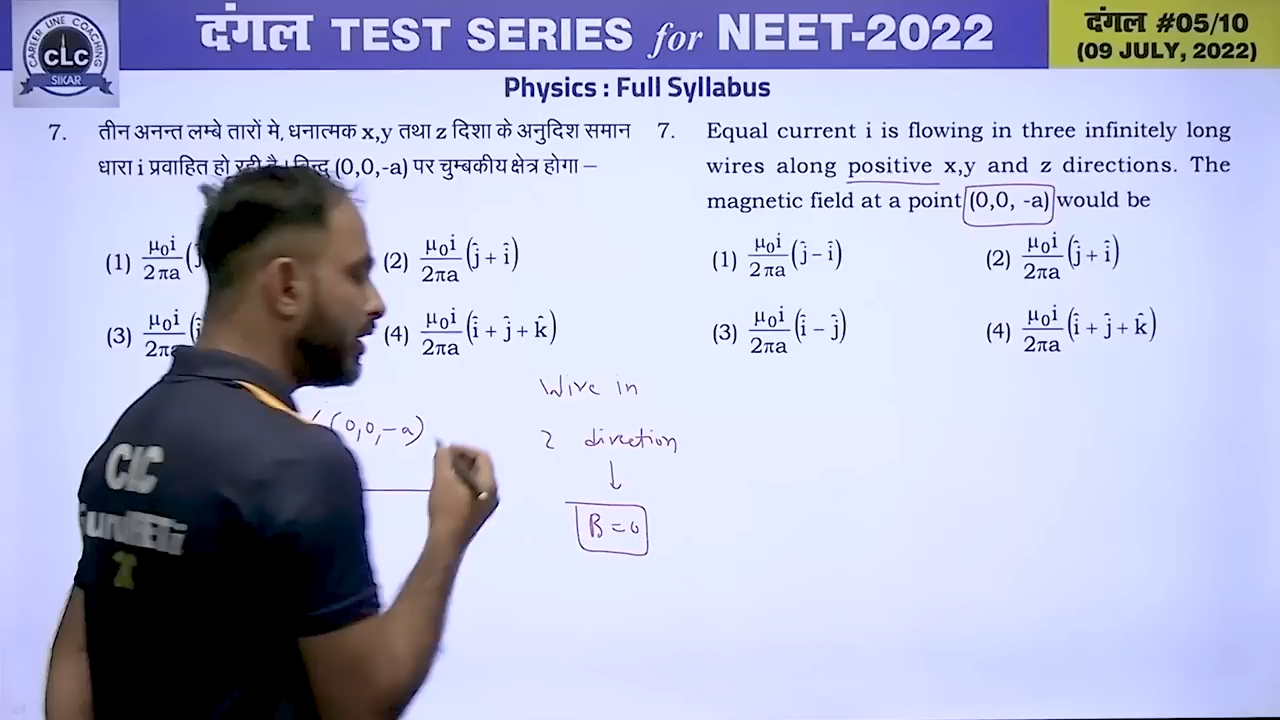 CAREER LINE COACHING
CLC
SIKAR
दंगल TEST SERIES for NEET-2022
दंगल #05/10
(09 JULY, 2022)
Physics : Full Syllabus
7. तीन अनन्त लम्बे तारों मे, धनात्मक x,y तथा z दिशा के अनुदिश समान
धारा i प्रवाहित हो रही है। बिन्दु (0,0,-a) पर चुम्बकीय क्षेत्र होगा –
(1) μ₀i/2πa (ĵ
(2) μ₀i/2πa (ĵ + î)
(3) μ₀i/2πa (
(4) μ₀i/2πa (î + ĵ + k̂)
7. Equal current i is flowing in three infinitely long
wires along positive x,y and z directions. The
magnetic field at a point (0,0, -a) would be
(1) μ₀i/2πa (ĵ − î)
(2) μ₀i/2πa (ĵ + î)
(3) μ₀i/2πa (î − ĵ)
(4) μ₀i/2πa (î + ĵ + k̂)
(0,0,-a)
Wire in
z direction
↓
B = 0
CLC